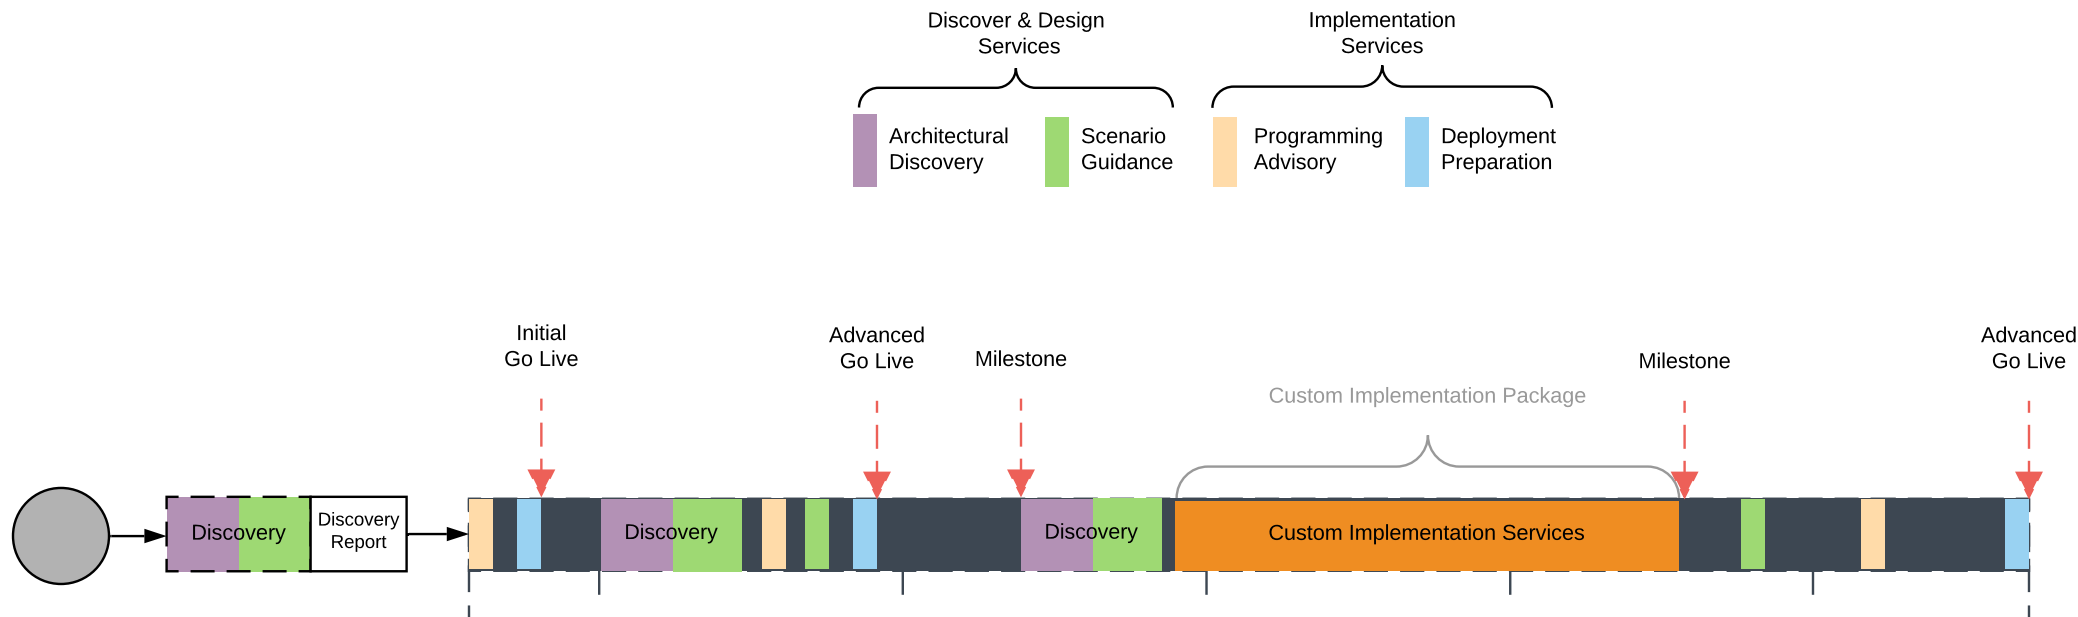 Discover & Design
Services
Implementation
Services
Architectural
Discovery
Scenario
Guidance
Programming
Advisory
Deployment
Preparation
Initial
Go Live
Advanced
Go Live
Milestone
Custom Implementation Package
Milestone
Advanced
Go Live
Discovery
Discovery
Report
Discovery
Discovery
Custom Implementation Services